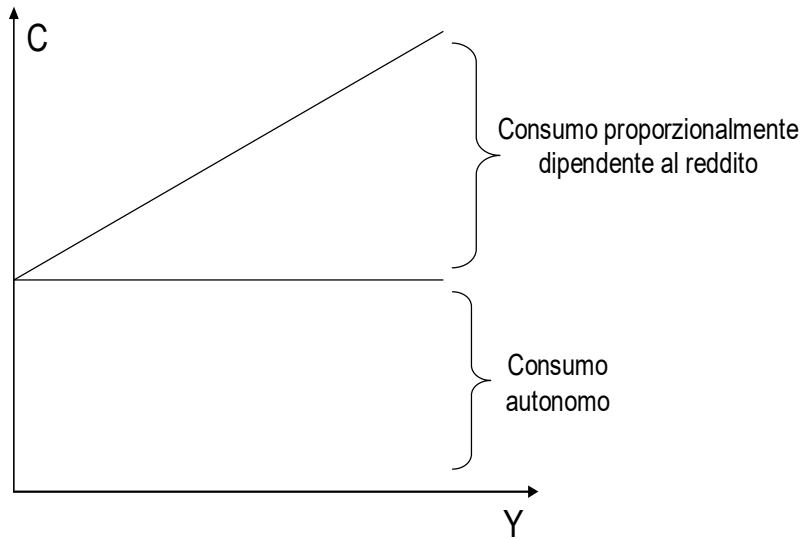 C
Consumo proporzionalmente
dipendente al reddito
Consumo
autonomo
Y